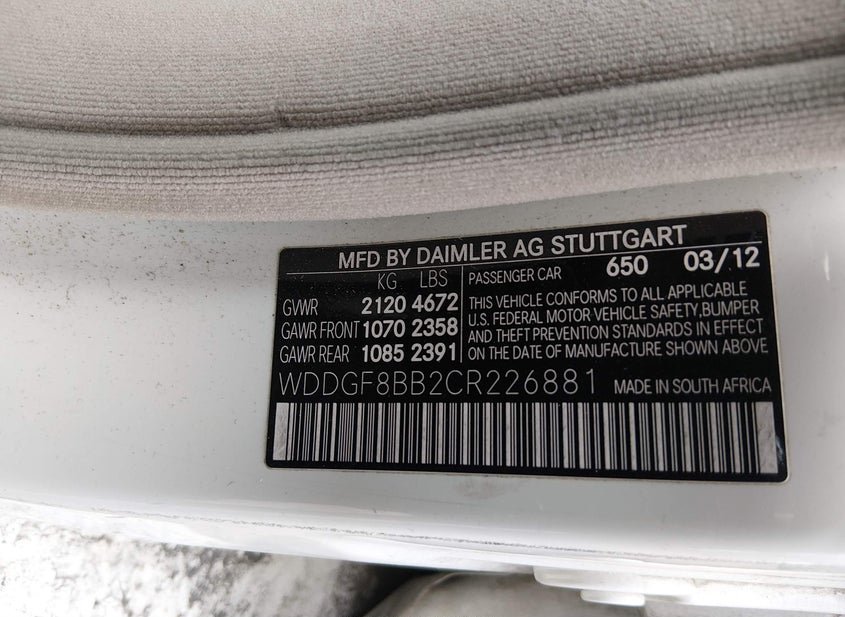 MFD BY DAIMLER AG STUTTGART
KG LBS
GVWR 2120 4672
GAWR FRONT 1070 2358
GAWR REAR 1085 2391
PASSENGER CAR 650 03/12
THIS VEHICLE CONFORMS TO ALL APPLICABLE
U.S. FEDERAL MOTOR VEHICLE SAFETY,BUMPER
AND THEFT PREVENTION STANDARDS IN EFFECT
ON THE DATE OF MANUFACTURE SHOWN ABOVE
WDDGF8BB2CR226881 MADE IN SOUTH AFRICA